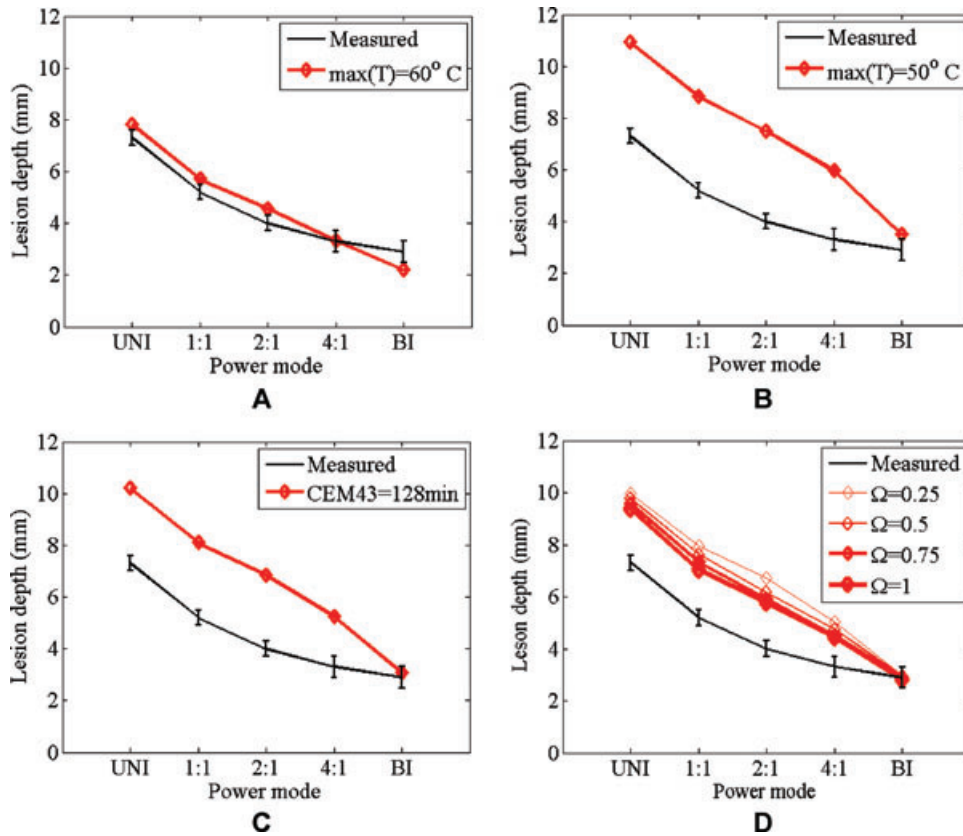 12
10
8
6
4
2
0
Lesion depth (mm)
Measured
max(T)=60° C
UNI 1:1 2:1 4:1 BI
Power mode
A
12
10
8
6
4
2
0
Lesion depth (mm)
Measured
max(T)=50° C
UNI 1:1 2:1 4:1 BI
Power mode
B
12
10
8
6
4
2
0
Lesion depth (mm)
Measured
CEM43=128min
UNI 1:1 2:1 4:1 BI
Power mode
C
12
10
8
6
4
2
0
Leson depth (mm)
Measured
Ω=0.25
Ω=0.5
Ω=0.75
Ω=1
UNI 1:1 2:1 4:1 BI
Power mode
D